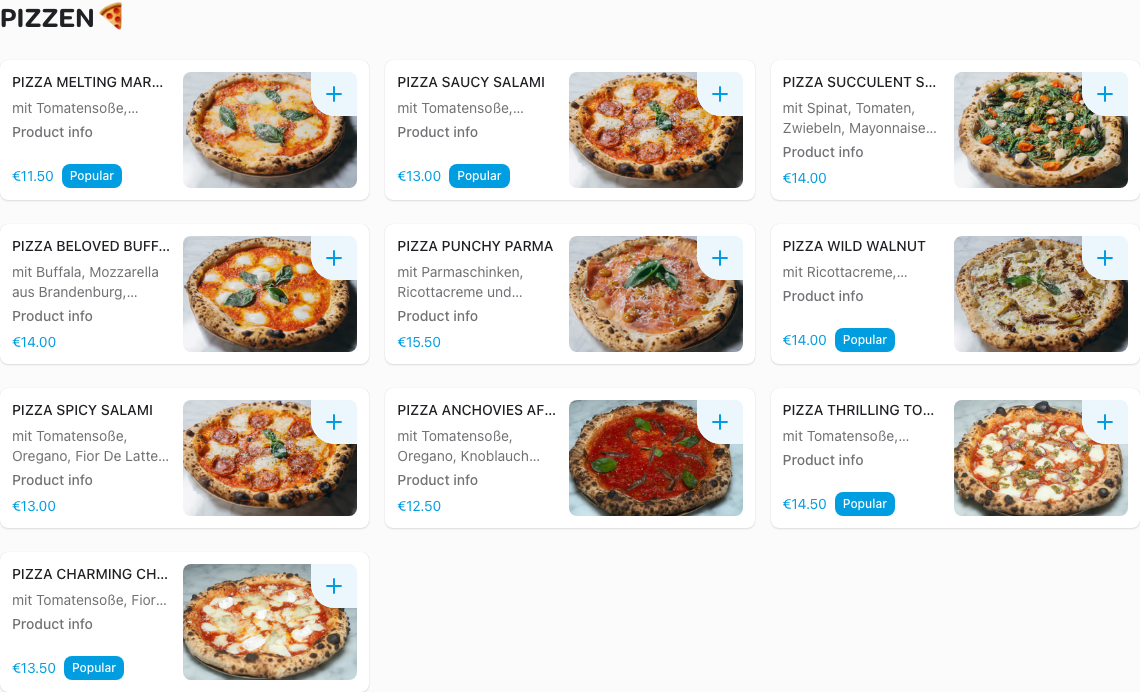 PIZZEN
PIZZA MELTING MAR...
mit Tomatensoße,...
Product info
€11.50 Popular
PIZZA SAUCY SALAMI
mit Tomatensoße,...
Product info
€13.00 Popular
PIZZA SUCCULENT S...
mit Spinat, Tomaten,
Zwiebeln, Mayonnaise...
Product info
€14.00
PIZZA BELOVED BUFF...
mit Buffala, Mozzarella
aus Brandenburg,...
Product info
€14.00
PIZZA PUNCHY PARMA
mit Parmaschinken,
Ricottacreme und...
Product info
€15.50
PIZZA WILD WALNUT
mit Ricottacreme,...
Product info
€14.00 Popular
PIZZA SPICY SALAMI
mit Tomatensoße,
Oregano, Fior De Latte...
Product info
€13.00
PIZZA ANCHOVIES AF...
mit Tomatensoße,
Oregano, Knoblauch...
Product info
€12.50
PIZZA THRILLING TO...
mit Tomatensoße,...
Product info
€14.50 Popular
PIZZA CHARMING CH...
mit Tomatensoße, Fior...
Product info
€13.50 Popular